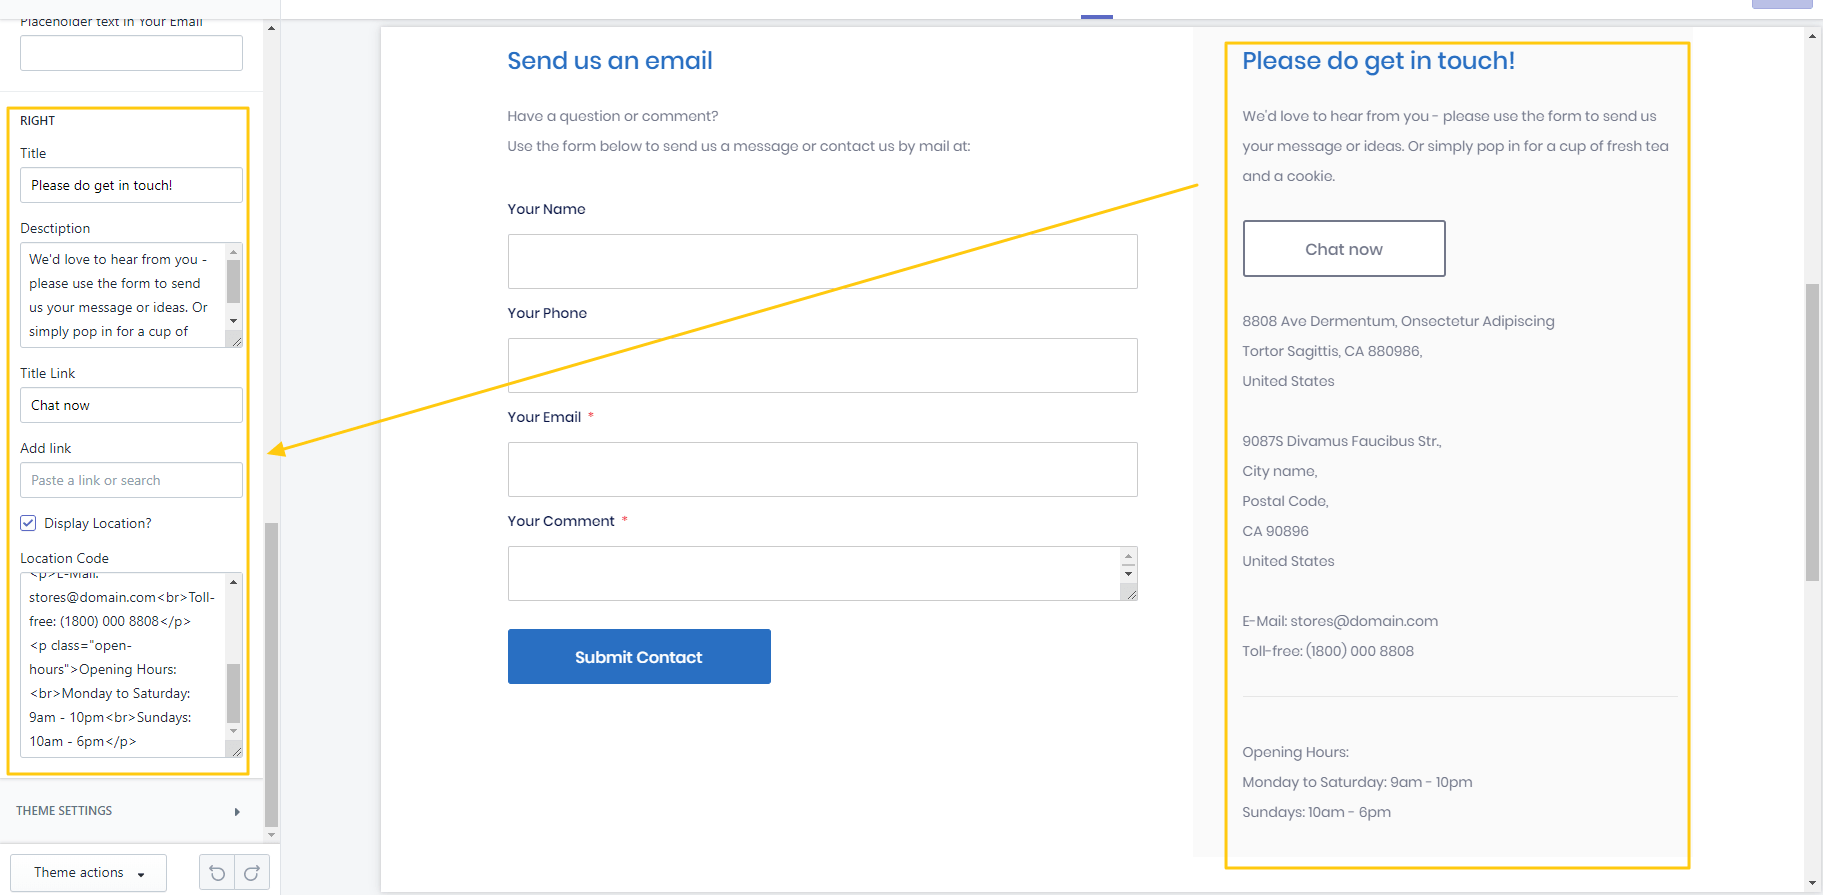 Placeholder text in Your Email
RIGHT
Title
Please do get in touch!
Desctiption
We'd love to hear from you -
please use the form to send
us your message or ideas. Or
simply pop in for a cup of
Title Link
Chat now
Add link
Paste a link or search
Display Location?
Location Code
<p>E-Mail:
stores@domain.com<br>Toll-
free: (1800) 000 8808</p>
<p class="open-
hours">Opening Hours:
<br>Monday to Saturday:
9am - 10pm<br>Sundays:
10am - 6pm</p>
THEME SETTINGS
Theme actions
Send us an email
Have a question or comment?
Use the form below to send us a message or contact us by mail at:
Your Name
Your Phone
Your Email *
Your Comment *
Submit Contact
Please do get in touch!
We'd love to hear from you - please use the form to send us
your message or ideas. Or simply pop in for a cup of fresh tea
and a cookie.
Chat now
8808 Ave Dermentum, Onsectetur Adipiscing
Tortor Sagittis, CA 880986,
United States
9087S Divamus Faucibus Str.,
City name,
Postal Code,
CA 90896
United States
E-Mail: stores@domain.com
Toll-free: (1800) 000 8808
Opening Hours:
Monday to Saturday: 9am - 10pm
Sundays: 10am - 6pm